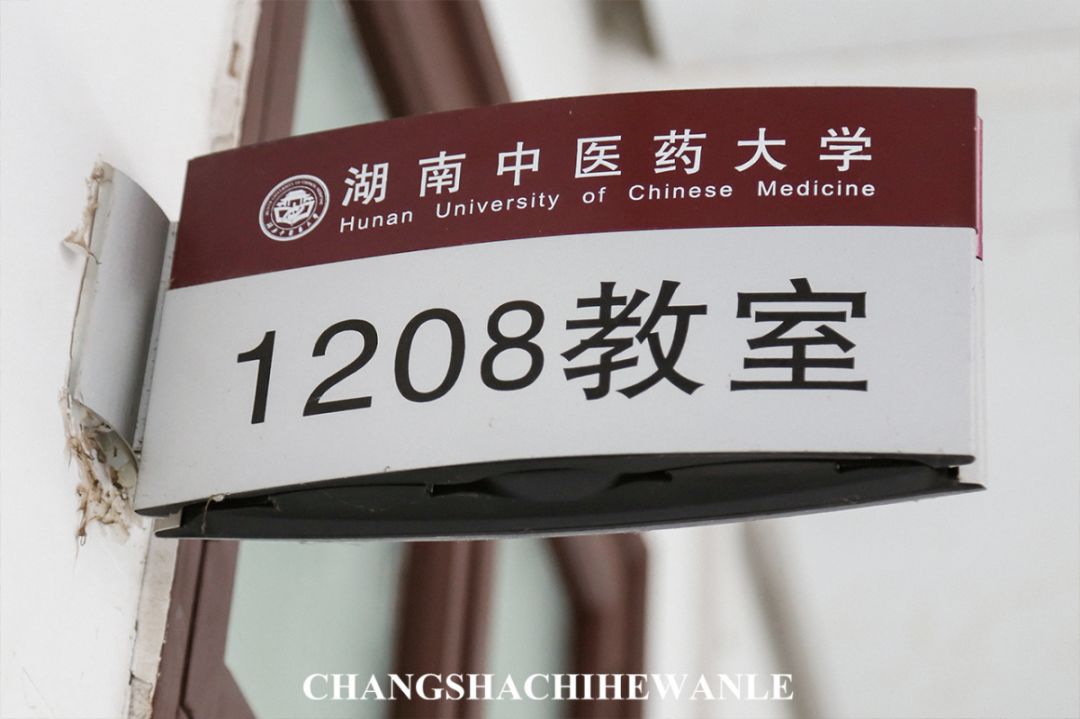 湖南中医药大学
Hunan University of Chinese Medicine
1208教室
CHANGSHACHIHEWANLE